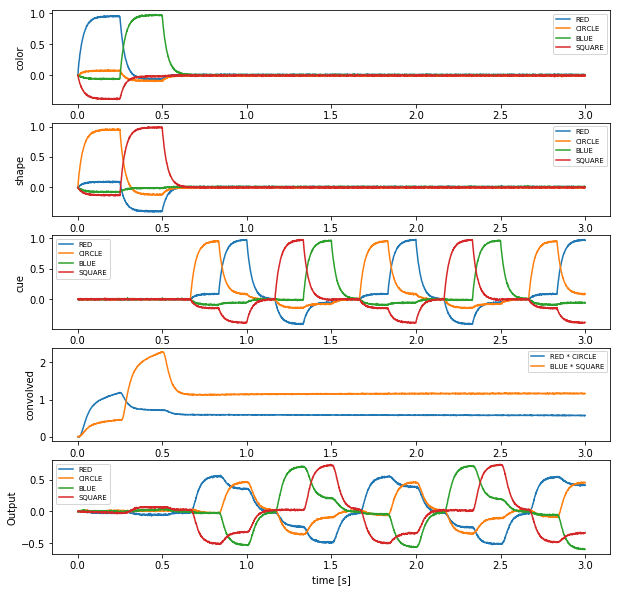 1.0
0.5
0.0
color
RED
CIRCLE
BLUE
SQUARE
0.0 0.5 1.0 1.5 2.0 2.5 3.0
1.0
0.5
0.0
shape
RED
CIRCLE
BLUE
SQUARE
0.0 0.5 1.0 1.5 2.0 2.5 3.0
1.0
0.5
0.0
cue
RED
CIRCLE
BLUE
SQUARE
0.0 0.5 1.0 1.5 2.0 2.5 3.0
2
1
0
convolved
RED * CIRCLE
BLUE * SQUARE
0.0 0.5 1.0 1.5 2.0 2.5 3.0
0.5
0.0
−0.5
Output
RED
CIRCLE
BLUE
SQUARE
0.0 0.5 1.0 1.5 2.0 2.5 3.0
time [s]